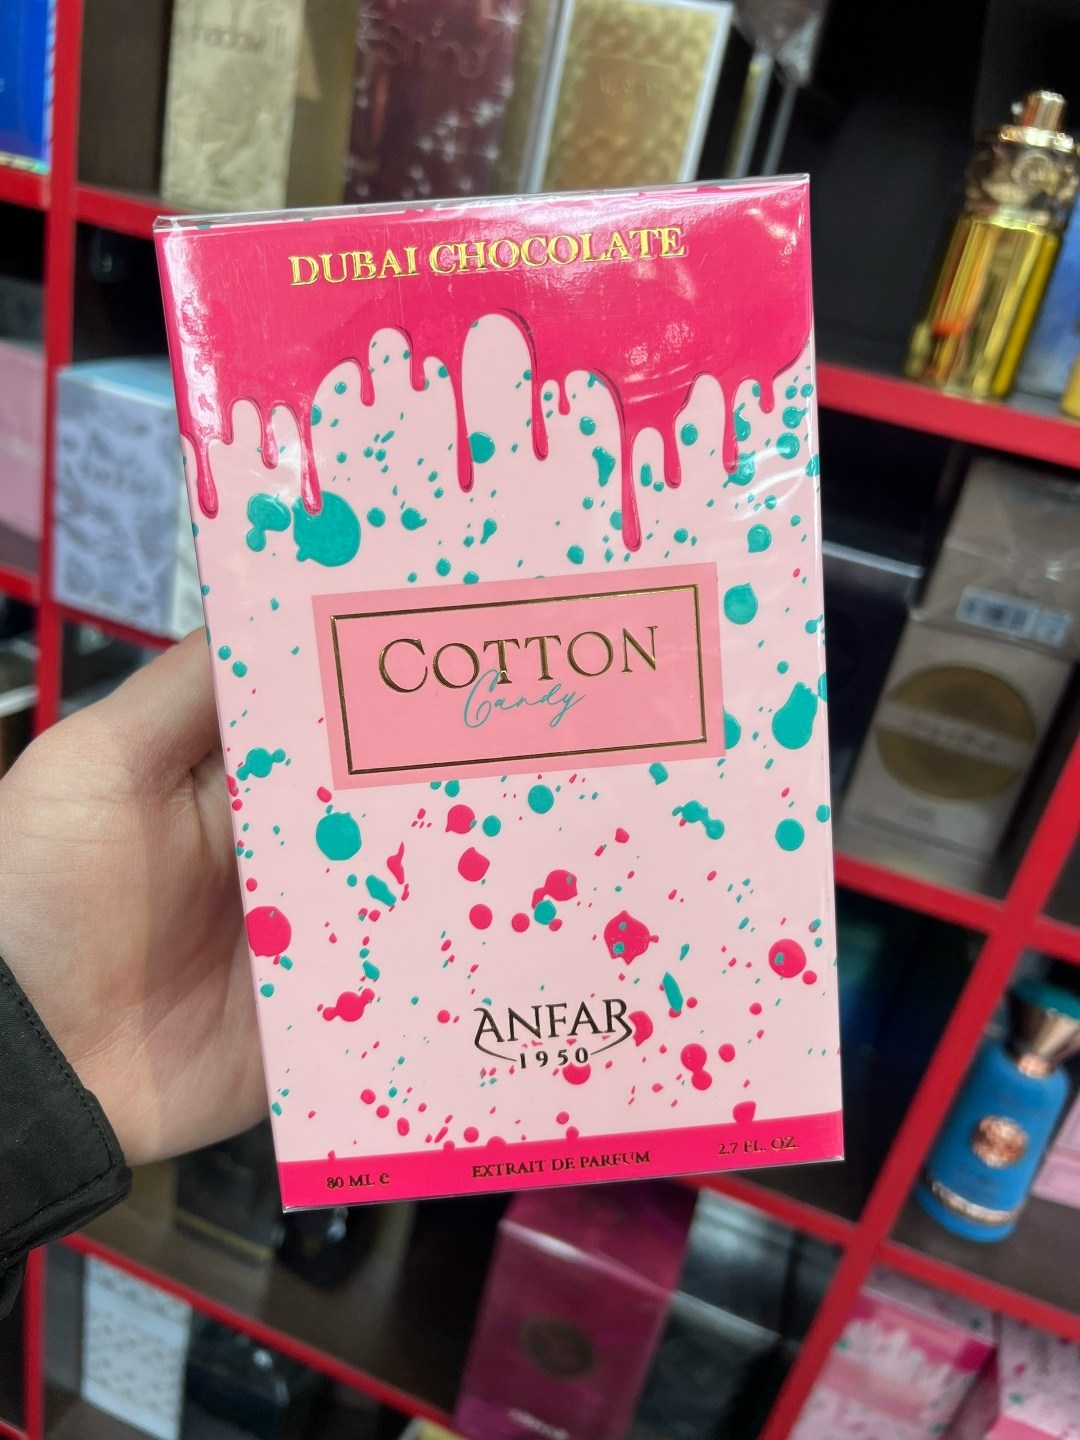 DUBAI CHOCOLATE
COTTON
Candy
ANFAR
1950
80 ML e
EXTRAIT DE PARFUM
2.7 FL. OZ.